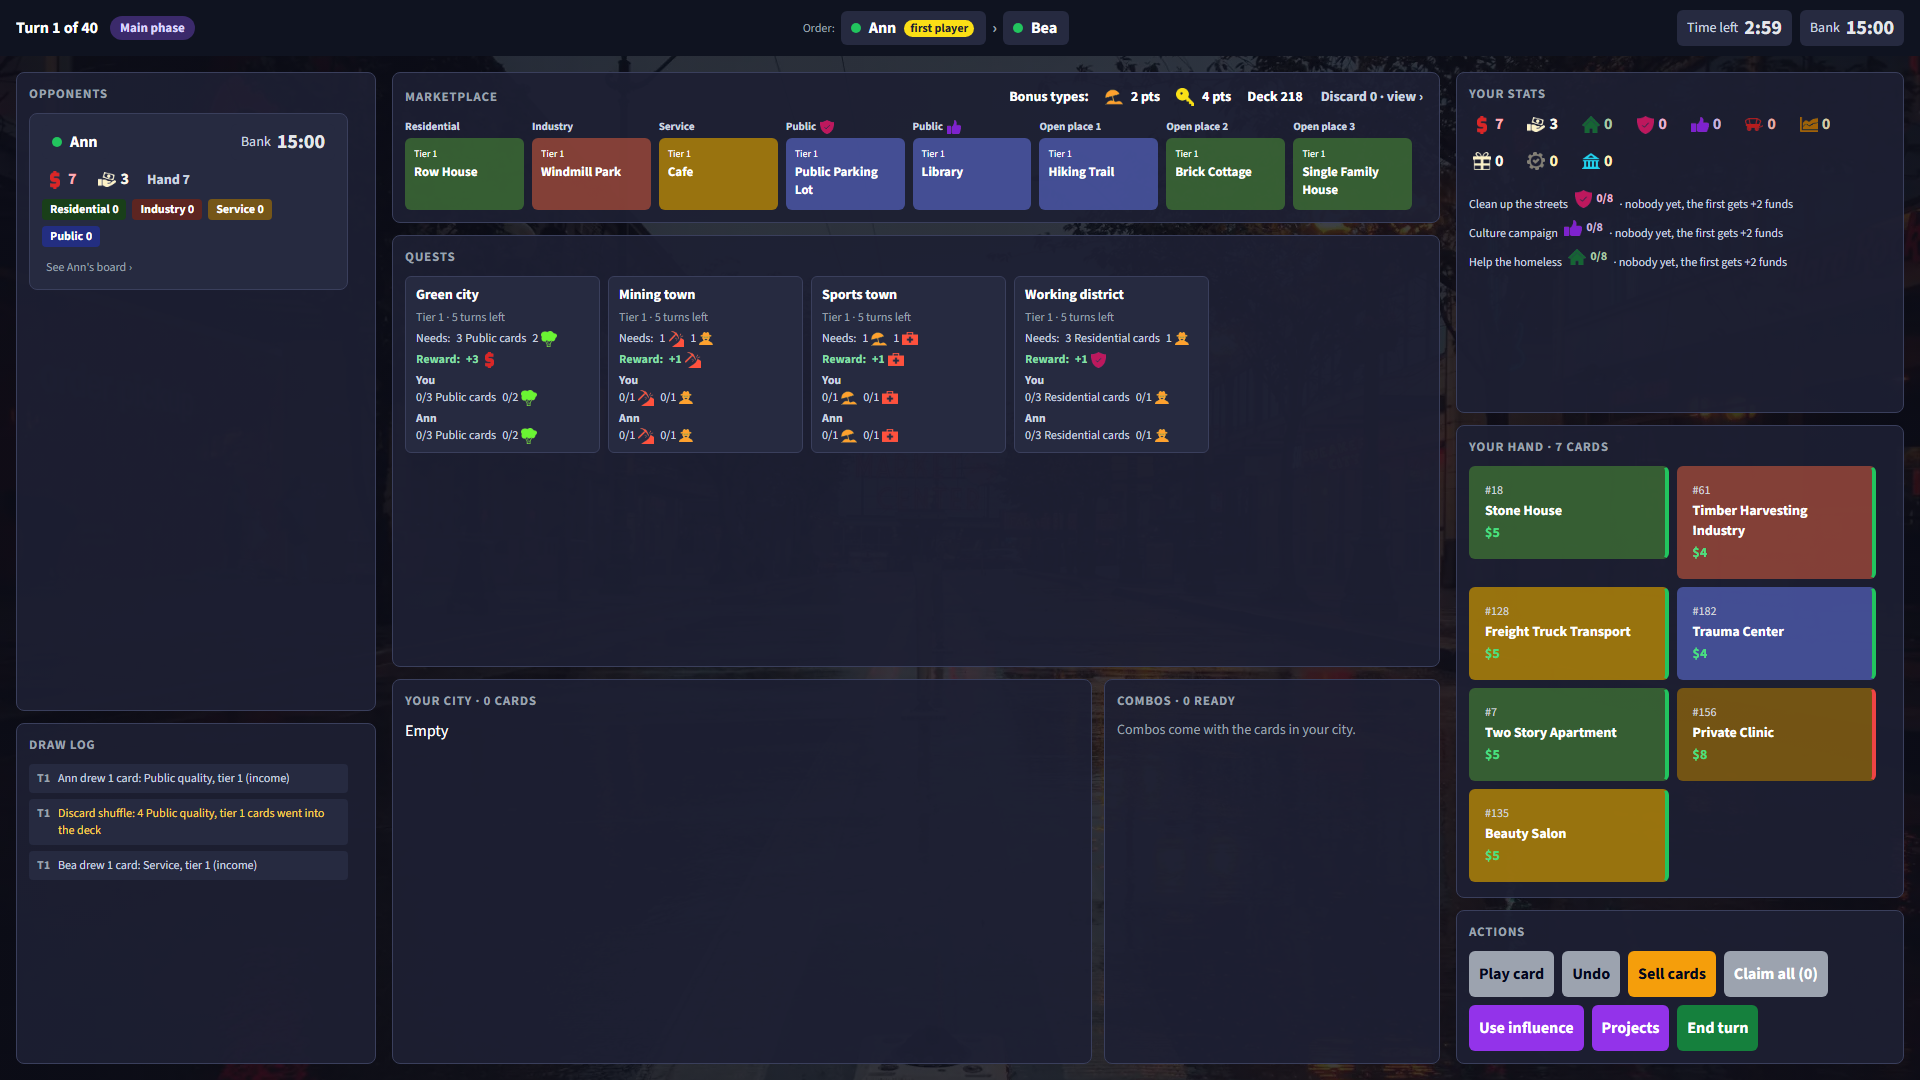 Turn 1 of 40 Main phase
Order: Ann first player › Bea
Time left 2:59 Bank 15:00
OPPONENTS
Ann Bank 15:00
7 3 Hand 7
Residential 0 Industry 0 Service 0
Public 0
See Ann's board ›
DRAW LOG
T1 Ann drew 1 card: Public quality, tier 1 (income)
T1 Discard shuffle: 4 Public quality, tier 1 cards went into
the deck
T1 Bea drew 1 card: Service, tier 1 (income)
MARKETPLACE
Bonus types: 2 pts 4 pts Deck 218 Discard 0 · view ›
Residential Industry Service Public Public Open place 1 Open place 2 Open place 3
Tier 1 Tier 1 Tier 1 Tier 1 Tier 1 Tier 1 Tier 1 Tier 1
Row House Windmill Park Cafe Public Parking Library Hiking Trail Brick Cottage Single Family
Lot House
QUESTS
Green city
Tier 1 · 5 turns left
Needs: 3 Public cards 2
Reward: +3
You
0/3 Public cards 0/2
Ann
0/3 Public cards 0/2
Mining town
Tier 1 · 5 turns left
Needs: 1 1
Reward: +1
You
0/1 0/1
Ann
0/1 0/1
Sports town
Tier 1 · 5 turns left
Needs: 1 1
Reward: +1
You
0/1 0/1
Ann
0/1 0/1
Working district
Tier 1 · 5 turns left
Needs: 3 Residential cards 1
Reward: +1
You
0/3 Residential cards 0/1
Ann
0/3 Residential cards 0/1
YOUR CITY · 0 CARDS
Empty
COMBOS · 0 READY
Combos come with the cards in your city.
YOUR STATS
7 3 0 0 0 0 0
0 0 0
Clean up the streets 0/8 · nobody yet, the first gets +2 funds
Culture campaign 0/8 · nobody yet, the first gets +2 funds
Help the homeless 0/8 · nobody yet, the first gets +2 funds
YOUR HAND · 7 CARDS
#18
Stone House
$5
#61
Timber Harvesting
Industry
$4
#128
Freight Truck Transport
$5
#182
Trauma Center
$4
#7
Two Story Apartment
$5
#156
Private Clinic
$8
#135
Beauty Salon
$5
ACTIONS
Play card Undo Sell cards Claim all (0)
Use influence Projects End turn